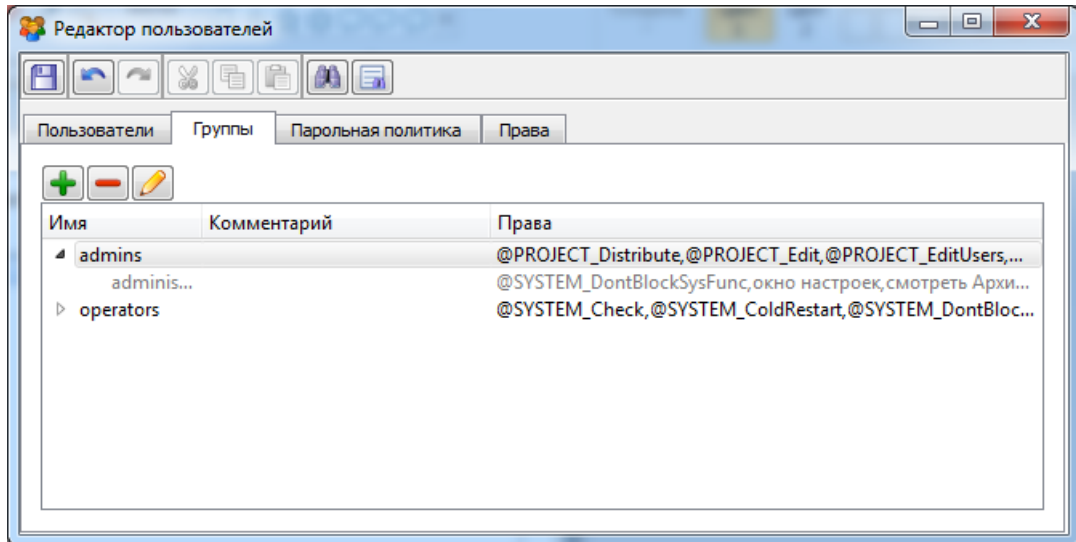 Редактор пользователей
Пользователи Группы Парольная политика Права
Имя Комментарий Права
admins @PROJECT_Distribute,@PROJECT_Edit,@PROJECT_EditUsers,...
adminis... @SYSTEM_DontBlockSysFunc,окно настроек,смотреть Архи...
operators @SYSTEM_Check,@SYSTEM_ColdRestart,@SYSTEM_DontBloc...